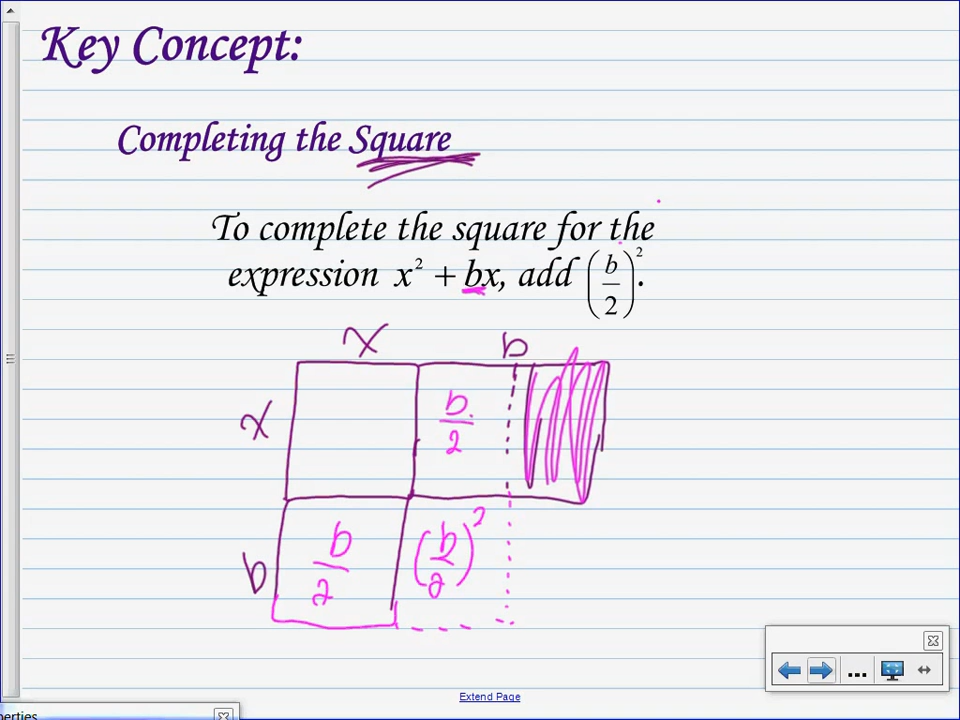 Key Concept:
Completing the Square
To complete the square for the
expression x² + bx, add (b/2)².
x b
x b/2
b b/2 (b/2)²
...
Extend Page
perties